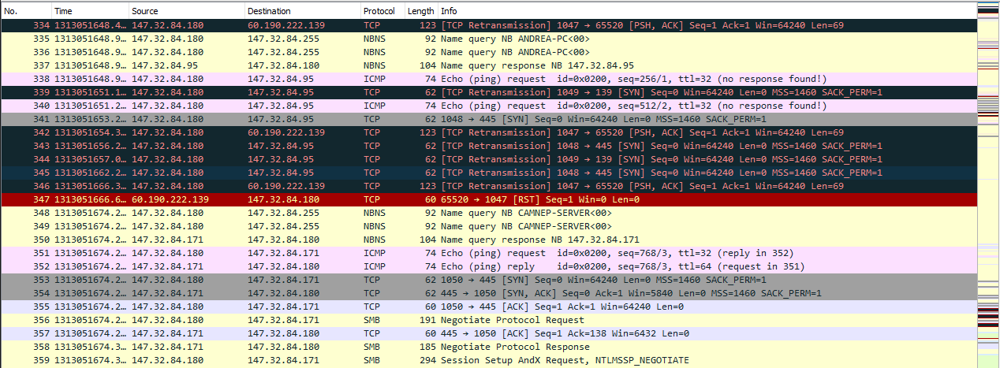 No. Time Source Destination Protocol Length Info
334 1313051648.4… 147.32.84.180 60.190.222.139 TCP 123 [TCP Retransmission] 1047 → 65520 [PSH, ACK] Seq=1 Ack=1 Win=64240 Len=69
335 1313051648.9… 147.32.84.180 147.32.84.255 NBNS 92 Name query NB ANDREA-PC<00>
336 1313051648.9… 147.32.84.180 147.32.84.255 NBNS 92 Name query NB ANDREA-PC<00>
337 1313051648.9… 147.32.84.95 147.32.84.180 NBNS 104 Name query response NB 147.32.84.95
338 1313051648.9… 147.32.84.180 147.32.84.95 ICMP 74 Echo (ping) request id=0x0200, seq=256/1, ttl=32 (no response found!)
339 1313051651.1… 147.32.84.180 147.32.84.95 TCP 62 [TCP Retransmission] 1049 → 139 [SYN] Seq=0 Win=64240 Len=0 MSS=1460 SACK_PERM=1
340 1313051651.2… 147.32.84.180 147.32.84.95 ICMP 74 Echo (ping) request id=0x0200, seq=512/2, ttl=32 (no response found!)
341 1313051653.2… 147.32.84.180 147.32.84.95 TCP 62 1048 → 445 [SYN] Seq=0 Win=64240 Len=0 MSS=1460 SACK_PERM=1
342 1313051654.3… 147.32.84.180 60.190.222.139 TCP 123 [TCP Retransmission] 1047 → 65520 [PSH, ACK] Seq=1 Ack=1 Win=64240 Len=69
343 1313051656.2… 147.32.84.180 147.32.84.95 TCP 62 [TCP Retransmission] 1048 → 445 [SYN] Seq=0 Win=64240 Len=0 MSS=1460 SACK_PERM=1
344 1313051657.0… 147.32.84.180 147.32.84.95 TCP 62 [TCP Retransmission] 1049 → 139 [SYN] Seq=0 Win=64240 Len=0 MSS=1460 SACK_PERM=1
345 1313051662.2… 147.32.84.180 147.32.84.95 TCP 62 [TCP Retransmission] 1048 → 445 [SYN] Seq=0 Win=64240 Len=0 MSS=1460 SACK_PERM=1
346 1313051666.3… 147.32.84.180 60.190.222.139 TCP 123 [TCP Retransmission] 1047 → 65520 [PSH, ACK] Seq=1 Ack=1 Win=64240 Len=69
347 1313051666.6… 60.190.222.139 147.32.84.180 TCP 60 65520 → 1047 [RST] Seq=1 Win=0 Len=0
348 1313051674.2… 147.32.84.180 147.32.84.255 NBNS 92 Name query NB CAMNEP-SERVER<00>
349 1313051674.2… 147.32.84.180 147.32.84.255 NBNS 92 Name query NB CAMNEP-SERVER<00>
350 1313051674.2… 147.32.84.171 147.32.84.180 NBNS 104 Name query response NB 147.32.84.171
351 1313051674.2… 147.32.84.180 147.32.84.171 ICMP 74 Echo (ping) request id=0x0200, seq=768/3, ttl=32 (reply in 352)
352 1313051674.2… 147.32.84.171 147.32.84.180 ICMP 74 Echo (ping) reply id=0x0200, seq=768/3, ttl=64 (request in 351)
353 1313051674.2… 147.32.84.180 147.32.84.171 TCP 62 1050 → 445 [SYN] Seq=0 Win=64240 Len=0 MSS=1460 SACK_PERM=1
354 1313051674.2… 147.32.84.171 147.32.84.180 TCP 62 445 → 1050 [SYN, ACK] Seq=0 Ack=1 Win=5840 Len=0 MSS=1460 SACK_PERM=1
355 1313051674.2… 147.32.84.180 147.32.84.171 TCP 60 1050 → 445 [ACK] Seq=1 Ack=1 Win=64240 Len=0
356 1313051674.2… 147.32.84.180 147.32.84.171 SMB 191 Negotiate Protocol Request
357 1313051674.2… 147.32.84.171 147.32.84.180 TCP 60 445 → 1050 [ACK] Seq=1 Ack=138 Win=6432 Len=0
358 1313051674.3… 147.32.84.171 147.32.84.180 SMB 185 Negotiate Protocol Response
359 1313051674.3… 147.32.84.180 147.32.84.171 SMB 294 Session Setup AndX Request, NTLMSSP_NEGOTIATE